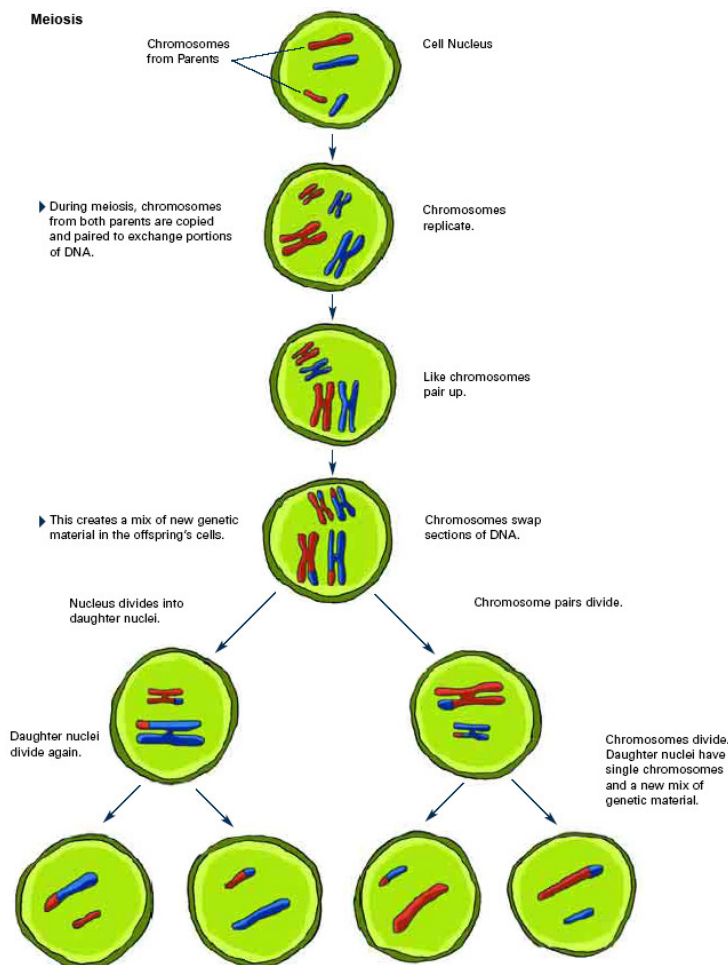 Meiosis
Chromosomes
from Parents
Cell Nucleus
During meiosis, chromosomes
from both parents are copied
and paired to exchange portions
of DNA.
Chromosomes
replicate.
Like chromosomes
pair up.
This creates a mix of new genetic
material in the offspring's cells.
Chromosomes swap
sections of DNA.
Nucleus divides into
daughter nuclei.
Chromosome pairs divide.
Daughter nuclei
divide again.
Chromosomes divide.
Daughter nuclei have
single chromosomes
and a new mix of
genetic material.